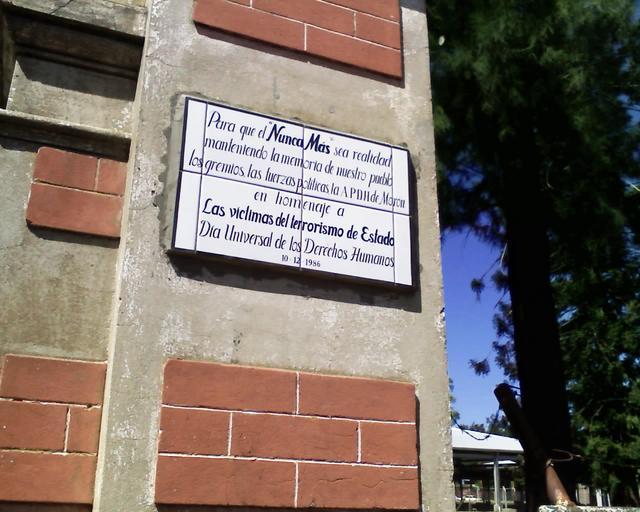 Para que el Nunca Más sea realidad
manteniendo la memoria de nuestro pueblo
los gremios, las fuerzas políticas la A P D H de Morón
en homenaje a
Las víctimas del terrorismo de Estado
Día Universal de los Derechos Humanos
10-12-1986